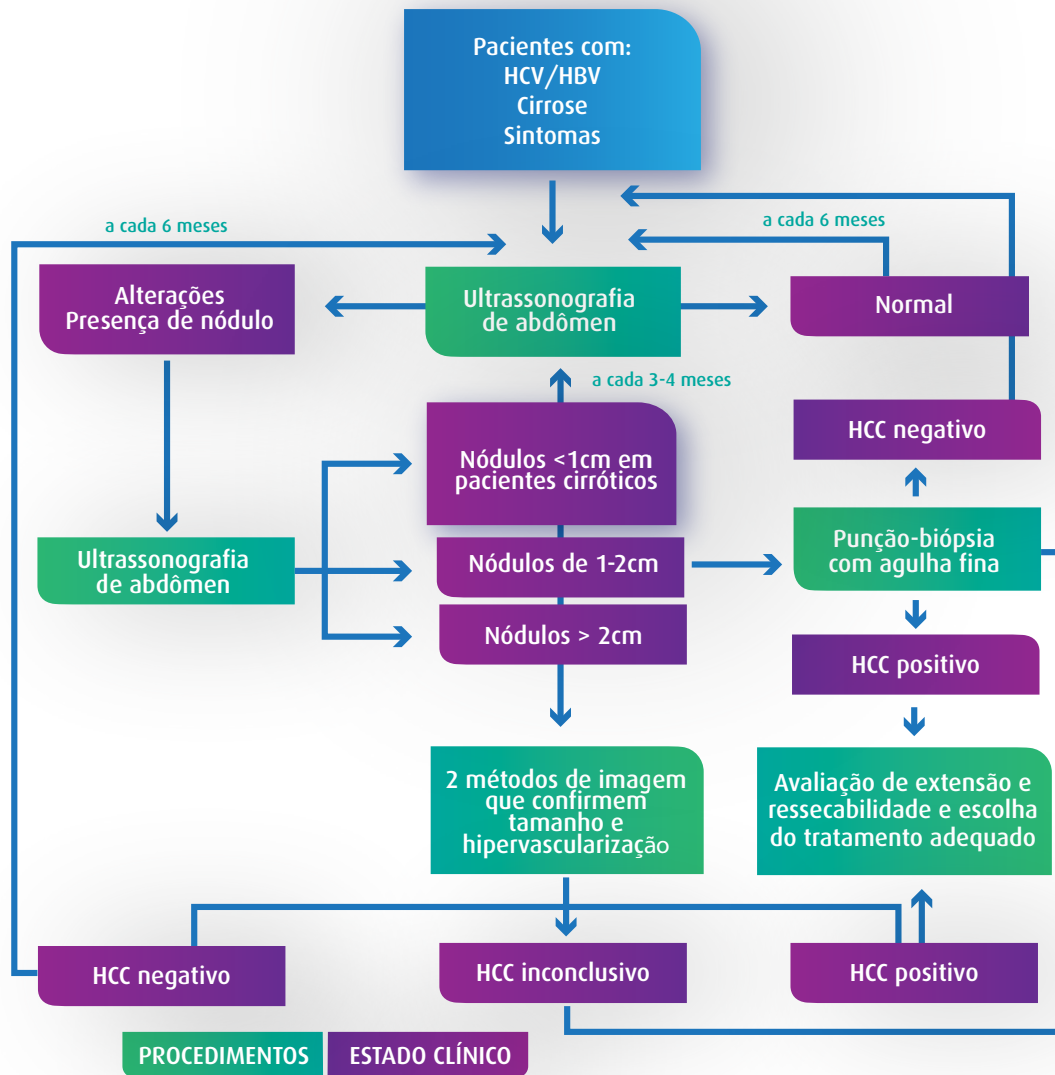 Pacientes com:
HCV/HBV
Cirrose
Sintomas
a cada 6 meses
a cada 6 meses
Alterações
Presença de nódulo
Ultrassonografia
de abdômen
Normal
a cada 3-4 meses
HCC negativo
Nódulos <1cm em
pacientes cirróticos
Ultrassonografia
de abdômen
Nódulos de 1-2cm
Punção-biópsia
com agulha fina
Nódulos > 2cm
HCC positivo
2 métodos de imagem
que confirmem
tamanho e
hipervascularização
Avaliação de extensão e
ressecabilidade e escolha
do tratamento adequado
HCC negativo
HCC inconclusivo
HCC positivo
PROCEDIMENTOS
ESTADO CLÍNICO